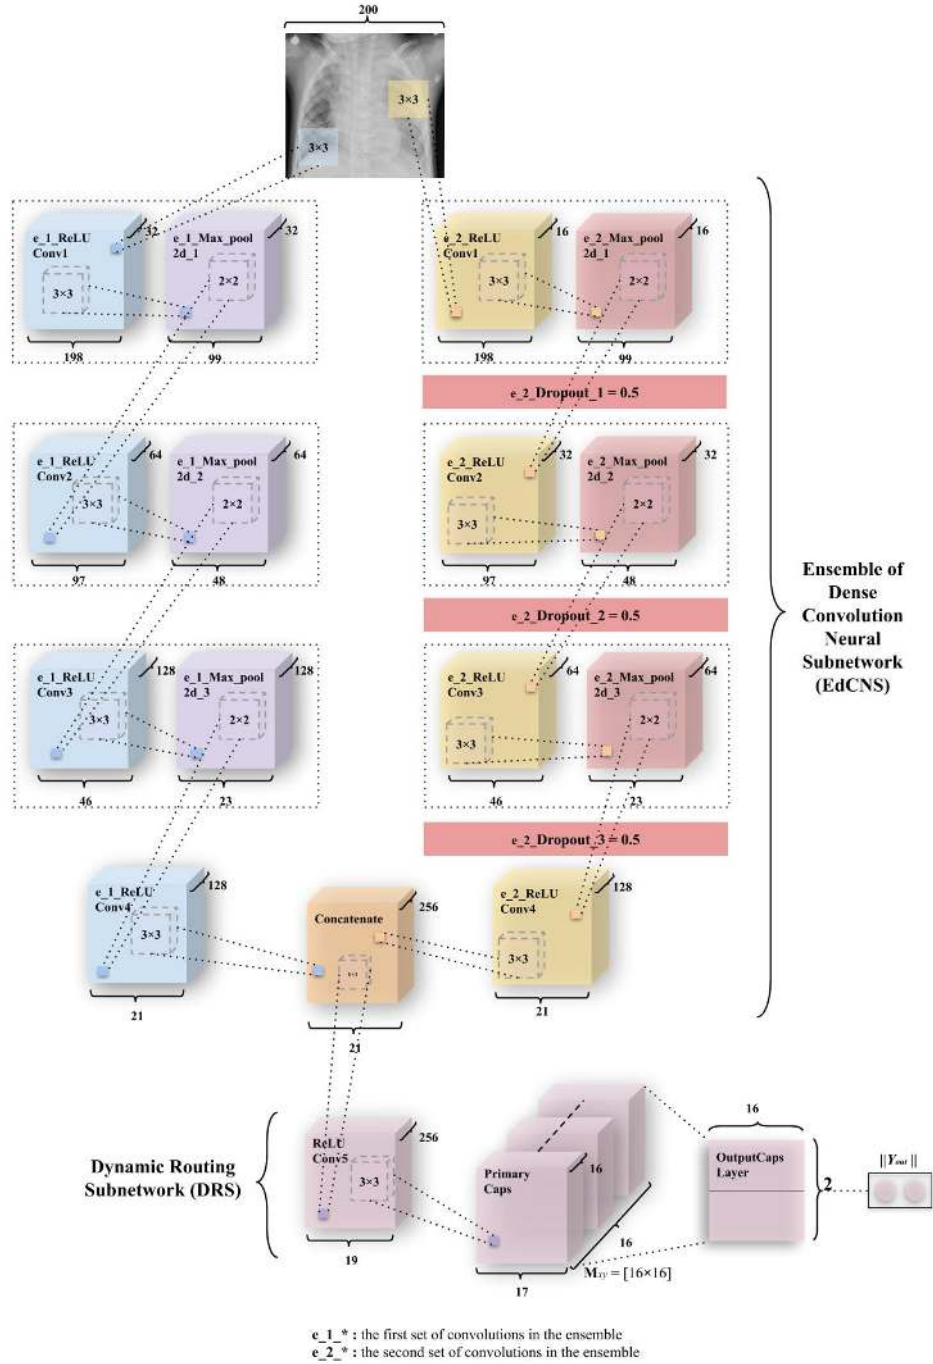 200
3×3
3×3
e_1_ReLU
Conv1
32
3×3
198
e_1_Max_pool
2d_1
32
2×2
99
e_2_ReLU
Conv1
16
3×3
198
e_2_Max_pool
2d_1
16
2×2
99
e_2_Dropout_1 = 0.5
e_1_ReLU
Conv2
64
3×3
97
e_1_Max_pool
2d_2
64
2×2
48
e_2_ReLU
Conv2
32
3×3
97
e_2_Max_pool
2d_2
32
2×2
48
e_2_Dropout_2 = 0.5
e_1_ReLU
Conv3
128
3×3
46
e_1_Max_pool
2d_3
128
2×2
23
e_2_ReLU
Conv3
64
3×3
46
e_2_Max_pool
2d_3
64
2×2
23
e_2_Dropout_3 = 0.5
Ensemble of
Dense
Convolution
Neural
Subnetwork
(EdCNS)
e_1_ReLU
Conv4
128
3×3
21
Concatenate
256
21
e_2_ReLU
Conv4
128
3×3
21
Dynamic Routing
Subnetwork (DRS)
ReLU
Conv5
256
3×3
19
Primary
Caps
16
16
17
M𝑥𝑦 = [16×16]
16
OutputCaps
Layer
2
||Yout||
e_1_* : the first set of convolutions in the ensemble
e_2_* : the second set of convolutions in the ensemble